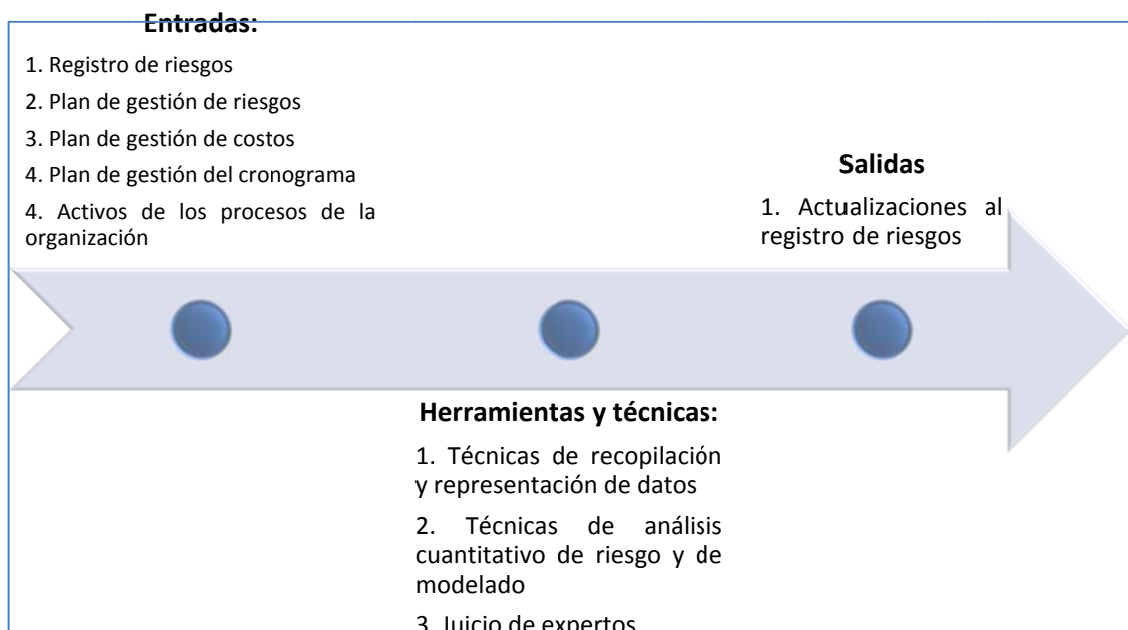 Entradas:
1. Registro de riesgos
2. Plan de gestión de riesgos
3. Plan de gestión de costos
4. Plan de gestión del cronograma
4. Activos de los procesos de la
organización
Salidas
1. Actualizaciones al
registro de riesgos
Herramientas y técnicas:
1. Técnicas de recopilación
y representación de datos
2. Técnicas de análisis
cuantitativo de riesgo y de
modelado
3. Juicio de expertos